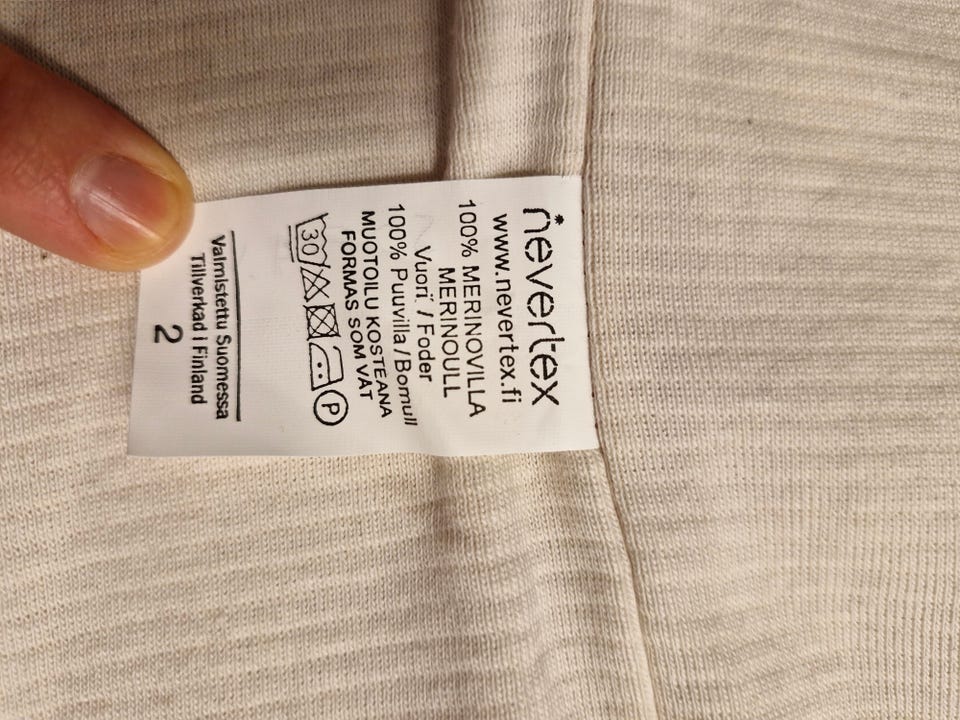 nevertex
www.nevertex.fi
100% MERINOVILLA
MERINOULL
Vuori / Foder
100% Puuvilla / Bomull
MUOTOILU KOSTEANA
FORMAS SOM VÅT
30 P
Valmistettu Suomessa
Tillverkad i Finland
2